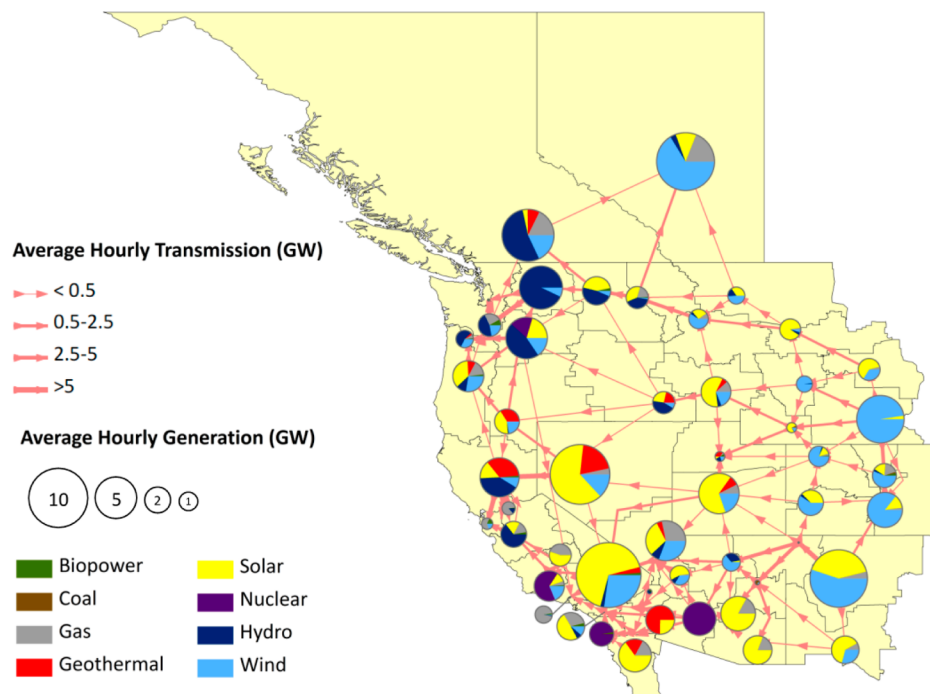 Average Hourly Transmission (GW)
< 0.5
0.5-2.5
2.5-5
>5
Average Hourly Generation (GW)
10
5
2
1
Biopower
Solar
Coal
Nuclear
Gas
Hydro
Geothermal
Wind